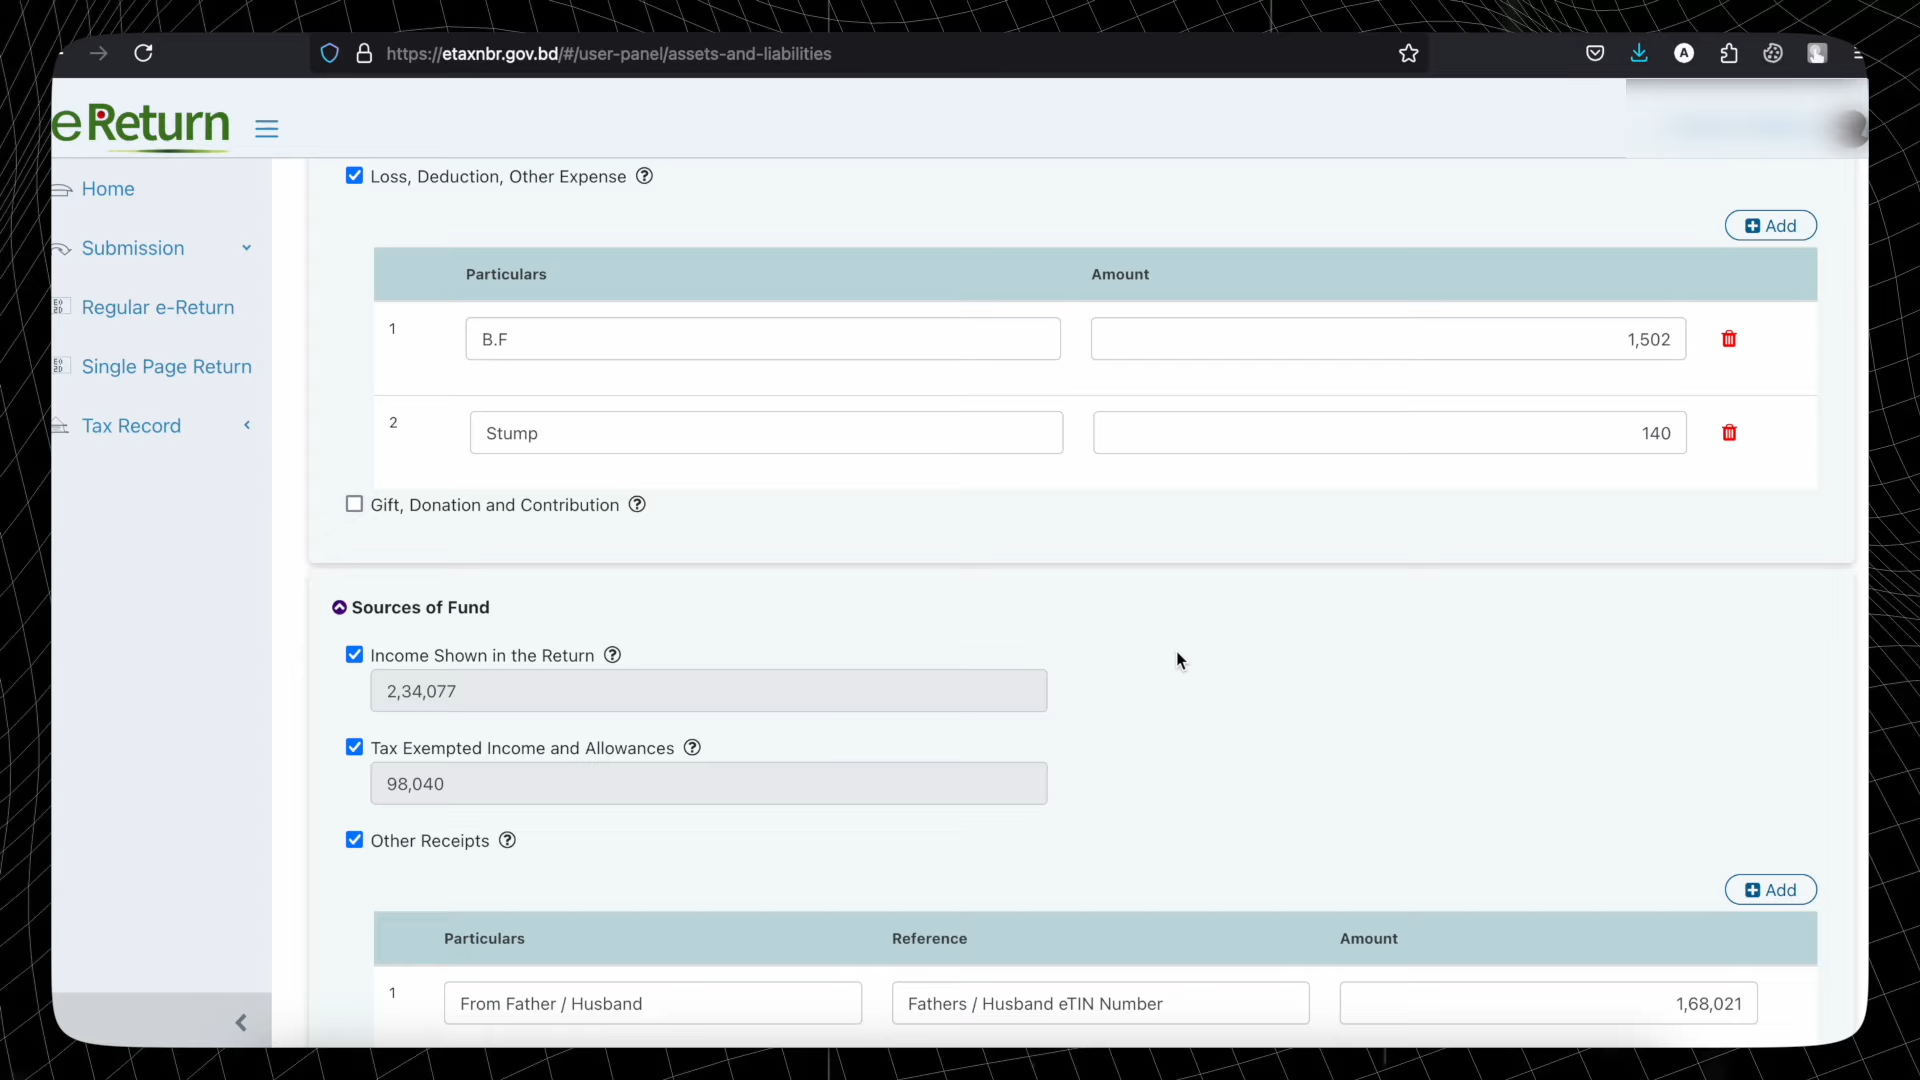 https://etaxnbr.gov.bd/#/user-panel/assets-and-liabilities
A
e Return
Home
Submission
Regular e-Return
Single Page Return
Tax Record
Loss, Deduction, Other Expense
Add
Particulars Amount
1 B.F 1,502
2 Stump 140
Gift, Donation and Contribution
Sources of Fund
Income Shown in the Return
2,34,077
Tax Exempted Income and Allowances
98,040
Other Receipts
Add
Particulars Reference Amount
1 From Father / Husband Fathers / Husband eTIN Number 1,68,021